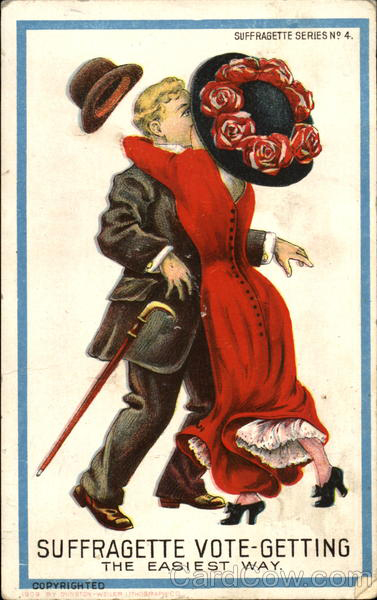 SUFFRAGETTE SERIES Nº 4.
SUFFRAGETTE VOTE-GETTING
THE EASIEST WAY.
COPYRIGHTED
1909 BY DUNSTON-WEILER LITHOGRAPH CO.
CardCow.com